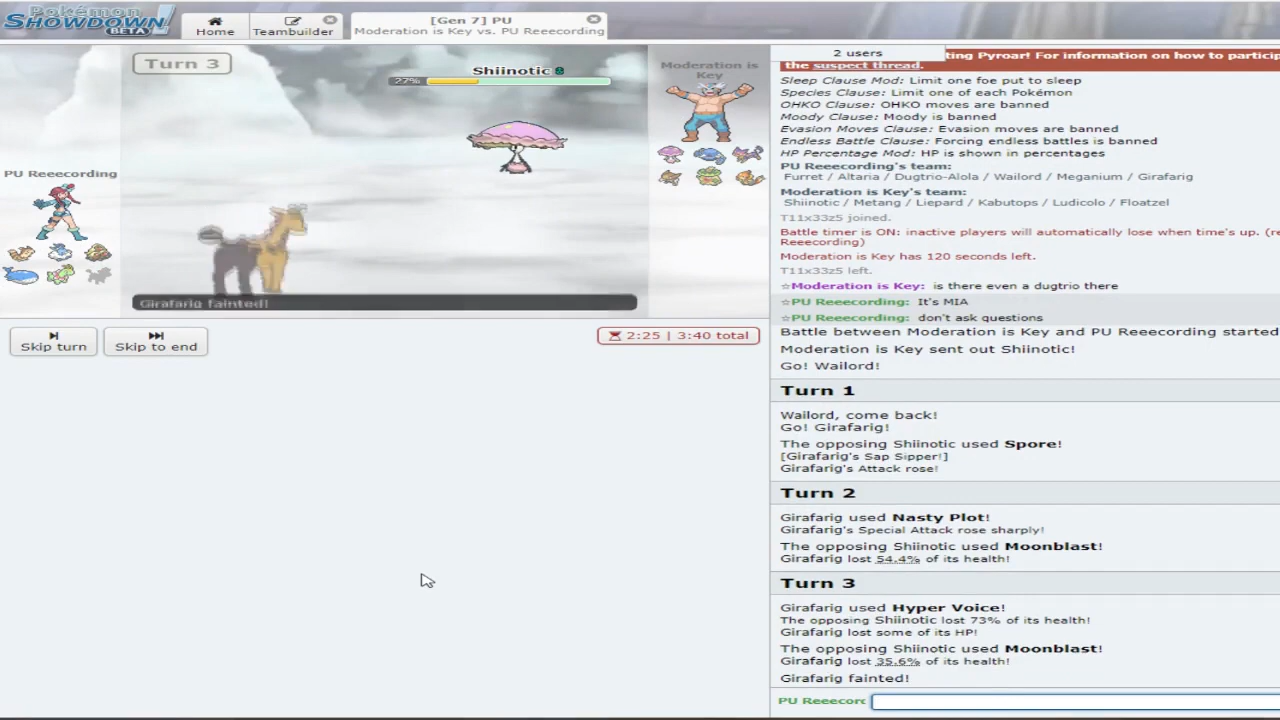 Pokémon
SHOWDOWN
BETA
Home
Teambuilder
[Gen 7] PU
Moderation is Key vs. PU Reeecording
Turn 3
Shiinotic
27%
Moderation is
Key
PU Reeecording
Girafarig fainted!
Skip turn
Skip to end
2:25 | 3:40 total
2 users
ting Pyroar! For information on how to particip
the suspect thread.
Sleep Clause Mod: Limit one foe put to sleep
Species Clause: Limit one of each Pokémon
OHKO Clause: OHKO moves are banned
Moody Clause: Moody is banned
Evasion Moves Clause: Evasion moves are banned
Endless Battle Clause: Forcing endless battles is banned
HP Percentage Mod: HP is shown in percentages
PU Reeecording's team:
Furret / Altaria / Dugtrio-Alola / Wailord / Meganium / Girafarig
Moderation is Key's team:
Shiinotic / Metang / Liepard / Kabutops / Ludicolo / Floatzel
T11x33z5 joined.
Battle timer is ON: inactive players will automatically lose when time's up. (re
Reeecording)
Moderation is Key has 120 seconds left.
T11x33z5 left.
☆Moderation is Key: is there even a dugtrio there
☆PU Reeecording: It's MIA
☆PU Reeecording: don't ask questions
Battle between Moderation is Key and PU Reeecording started
Moderation is Key sent out Shiinotic!
Go! Wailord!
Turn 1
Wailord, come back!
Go! Girafarig!
The opposing Shiinotic used Spore!
[Girafarig's Sap Sipper!]
Girafarig's Attack rose!
Turn 2
Girafarig used Nasty Plot!
Girafarig's Special Attack rose sharply!
The opposing Shiinotic used Moonblast!
Girafarig lost 54.4% of its health!
Turn 3
Girafarig used Hyper Voice!
The opposing Shiinotic lost 73% of its health!
Girafarig lost some of its HP!
The opposing Shiinotic used Moonblast!
Girafarig lost 35.6% of its health!
Girafarig fainted!
PU Reeecorc